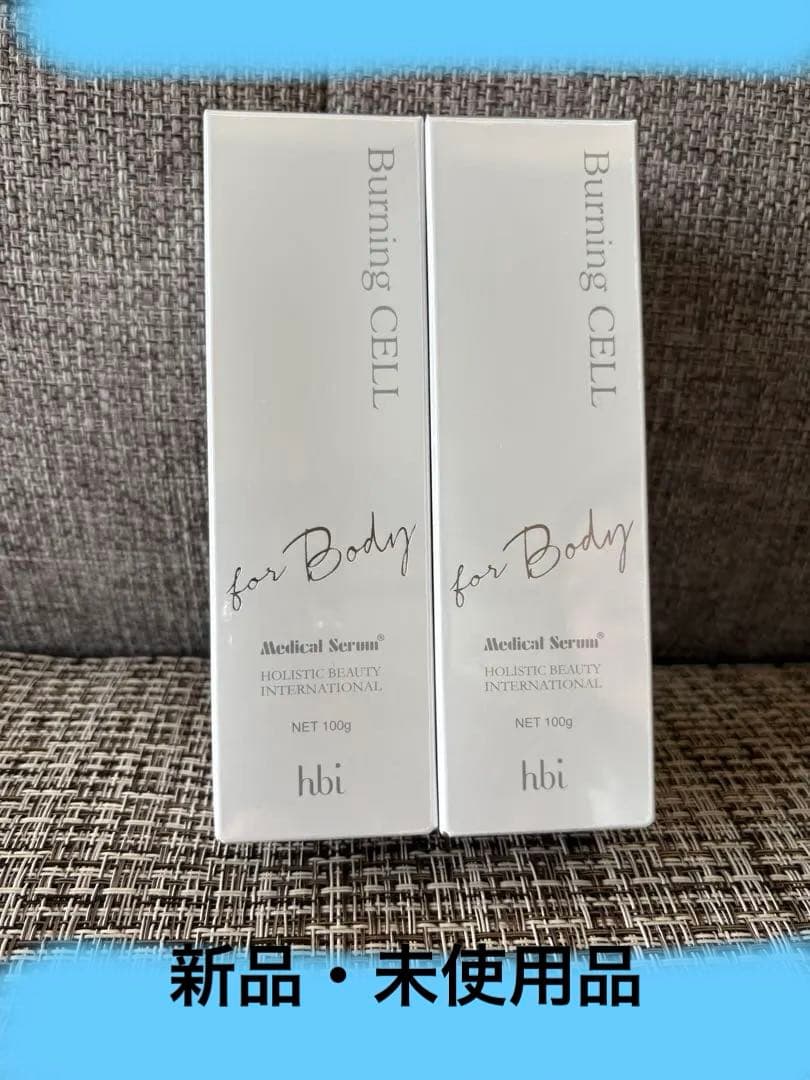 Burning CELL
for Body
Medical Serum®
HOLISTIC BEAUTY
INTERNATIONAL
NET 100g
hbi
Burning CELL
for Body
Medical Serum®
HOLISTIC BEAUTY
INTERNATIONAL
NET 100g
hbi
新品・未使用品